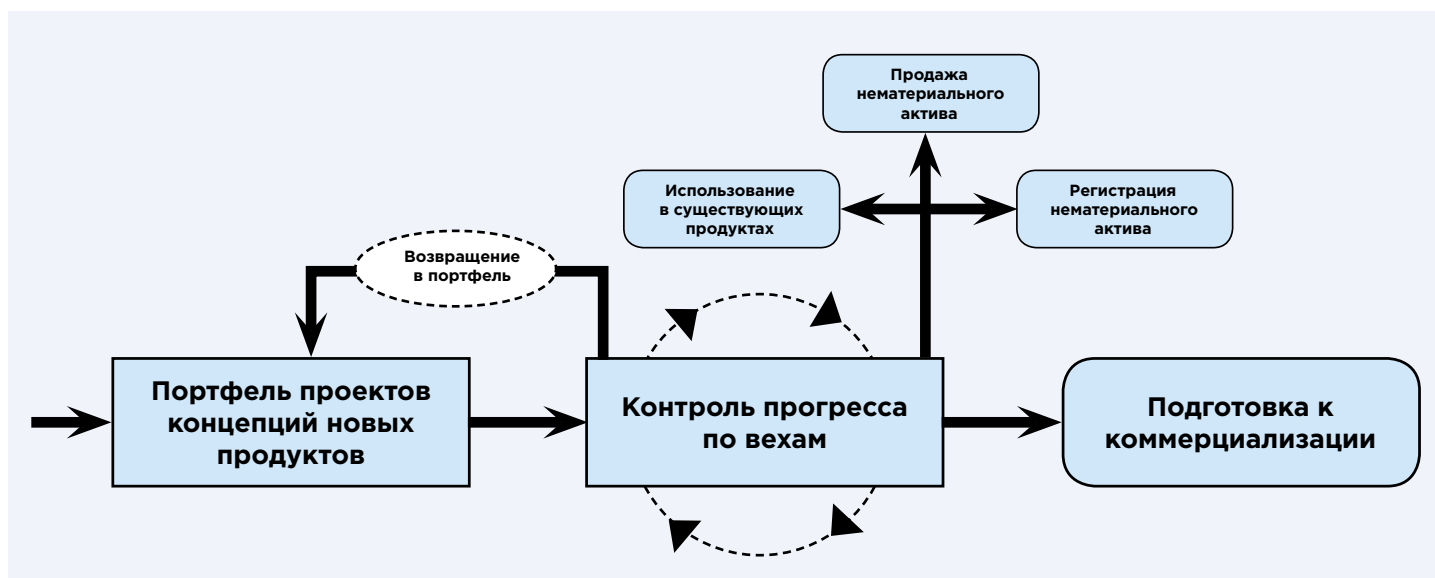 Продажа
нематериального
актива
Использование
в существующих
продуктах
Регистрация
нематериального
актива
Возвращение
в портфель
Портфель проектов
концепций новых
продуктов
Контроль прогресса
по вехам
Подготовка к
коммерциализации